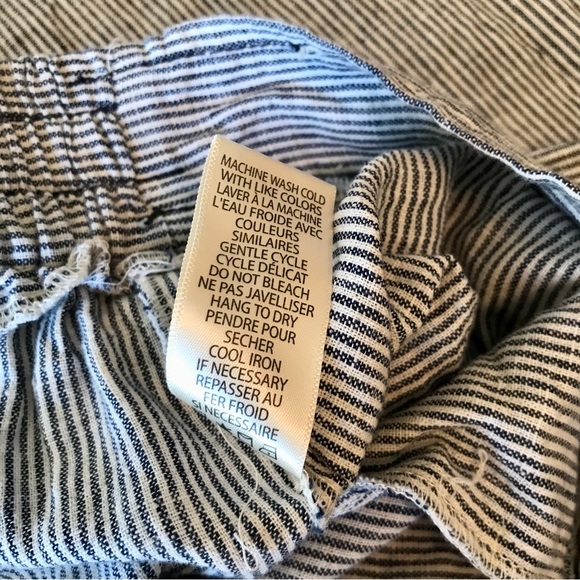 MACHINE WASH COLD
WITH LIKE COLORS
LAVER À LA MACHINE
L'EAU FROIDE AVEC
COULEURS
SIMILAIRES
GENTLE CYCLE
CYCLE DÉLICAT
DO NOT BLEACH
NE PAS JAVELLISER
HANG TO DRY
PENDRE POUR
SECHER
COOL IRON
IF NECESSARY
REPASSER AU
FER FROID
SI NECESSAIRE